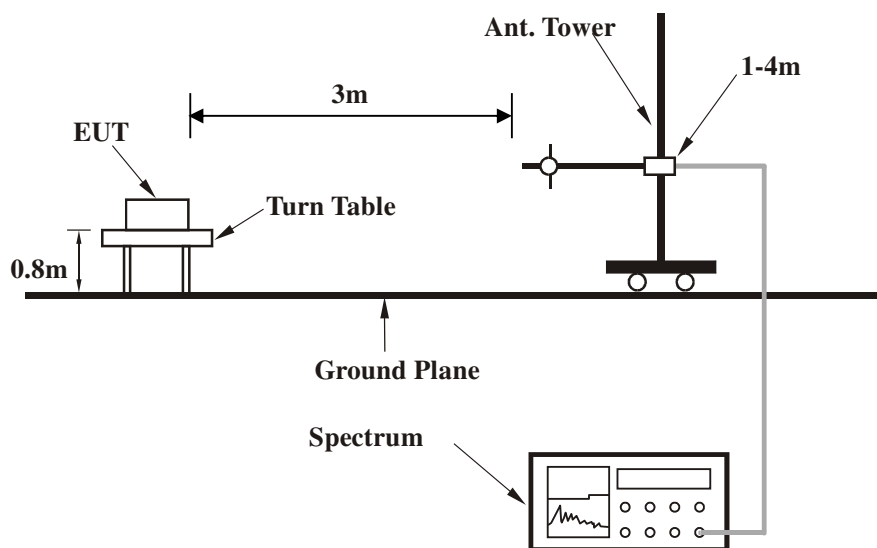 Ant. Tower
1-4m
3m
EUT
Turn Table
0.8m
Ground Plane
Spectrum